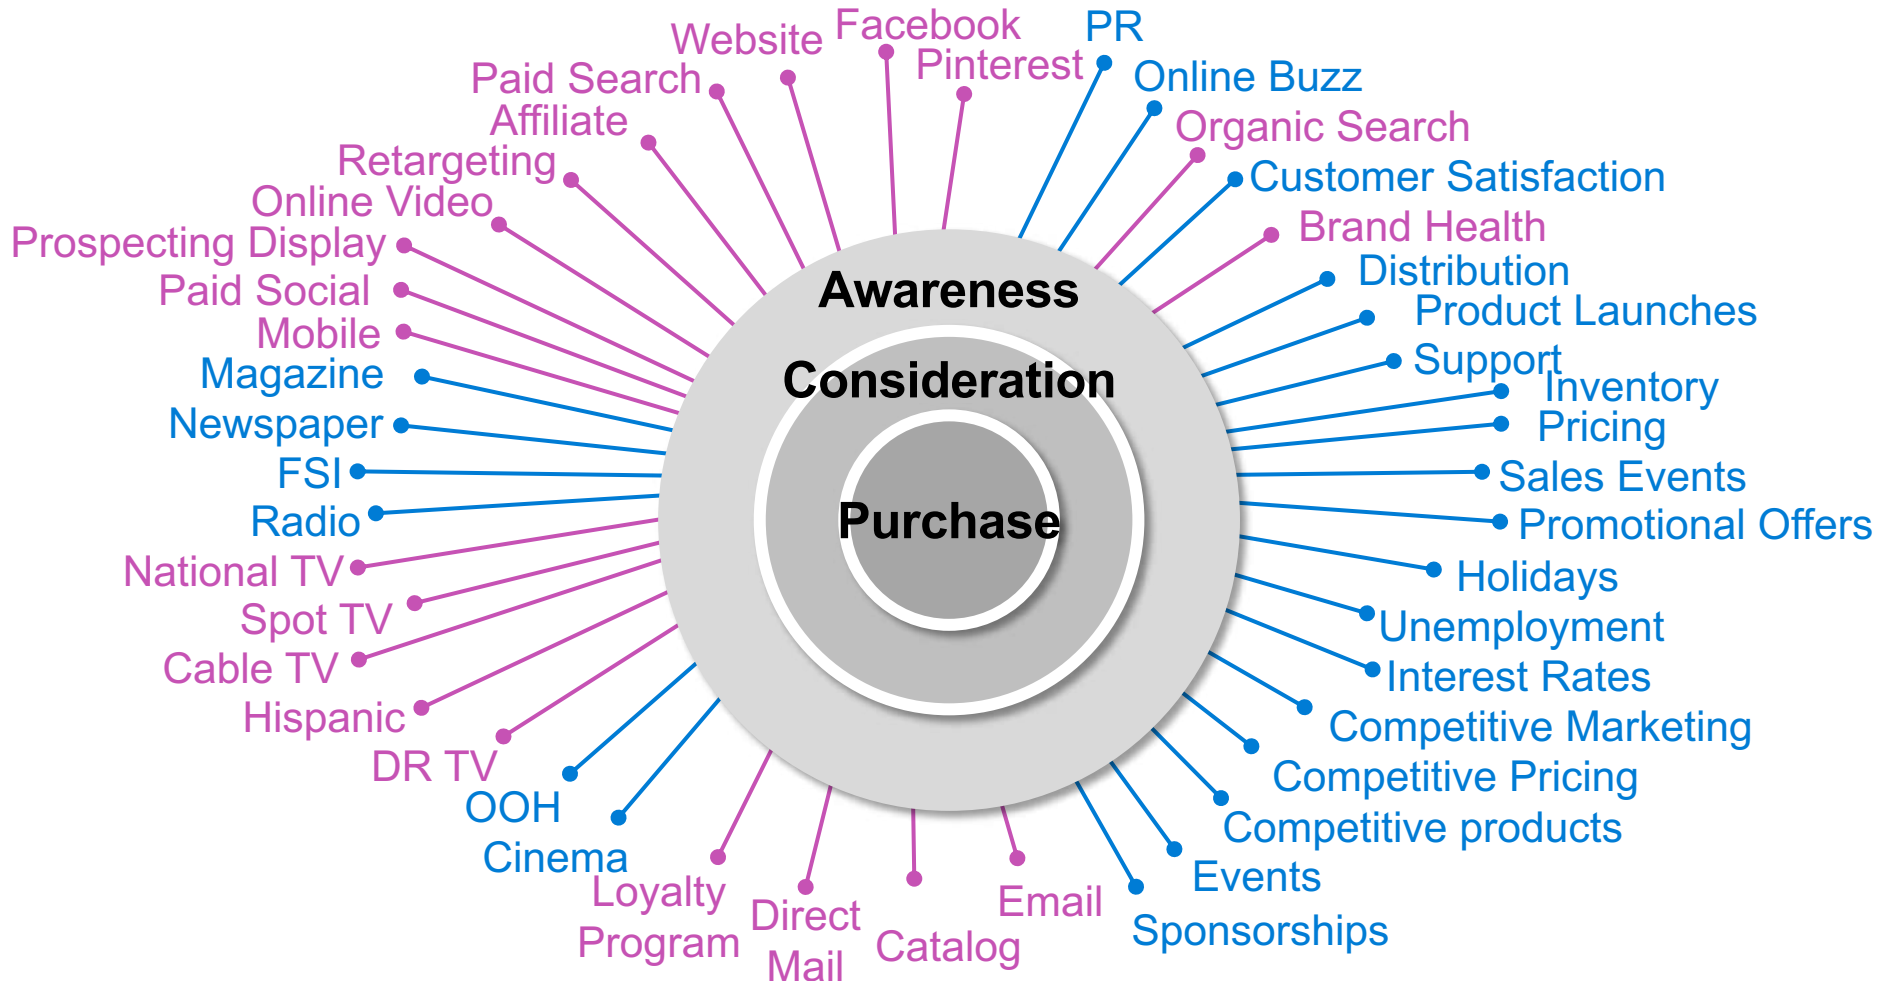 Facebook
PR
Website
Pinterest
Paid Search
Online Buzz
Affiliate
Organic Search
Retargeting
Customer Satisfaction
Online Video
Brand Health
Prospecting Display
Distribution
Paid Social
Awareness
Product Launches
Mobile
Support
Magazine
Consideration
Inventory
Newspaper
Pricing
FSI
Sales Events
Radio
Purchase
Promotional Offers
National TV
Holidays
Spot TV
Unemployment
Cable TV
Interest Rates
Hispanic
Competitive Marketing
DR TV
Competitive Pricing
OOH
Competitive products
Cinema
Events
Loyalty
Program
Direct
Mail
Catalog
Email
Sponsorships